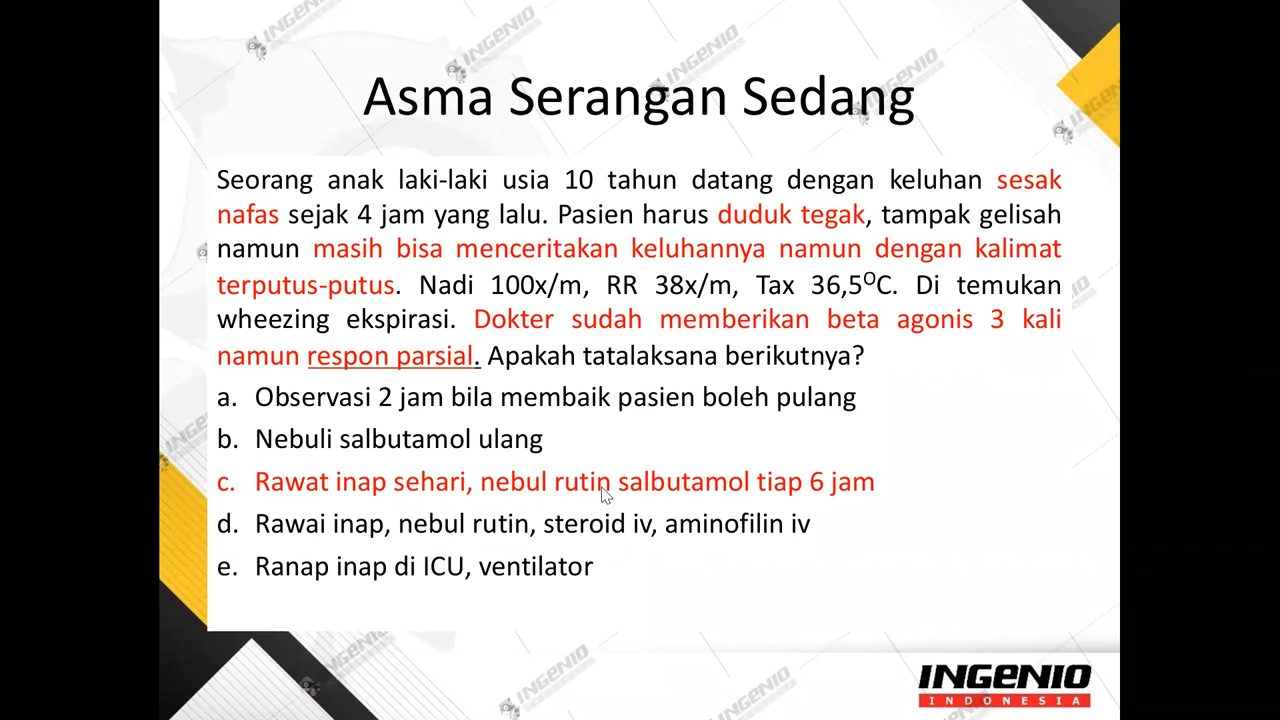 Asma Serangan Sedang
Seorang anak laki-laki usia 10 tahun datang dengan keluhan sesak
nafas sejak 4 jam yang lalu. Pasien harus duduk tegak, tampak gelisah
namun masih bisa menceritakan keluhannya namun dengan kalimat
terputus-putus. Nadi 100x/m, RR 38x/m, Tax 36,5OC. Di temukan
wheezing ekspirasi. Dokter sudah memberikan beta agonis 3 kali
namun respon parsial. Apakah tatalaksana berikutnya?
a. Observasi 2 jam bila membaik pasien boleh pulang
b. Nebuli salbutamol ulang
c. Rawat inap sehari, nebul rutin salbutamol tiap 6 jam
d. Rawai inap, nebul rutin, steroid iv, aminofilin iv
e. Ranap inap di ICU, ventilator
INGENIO
INDONESIA